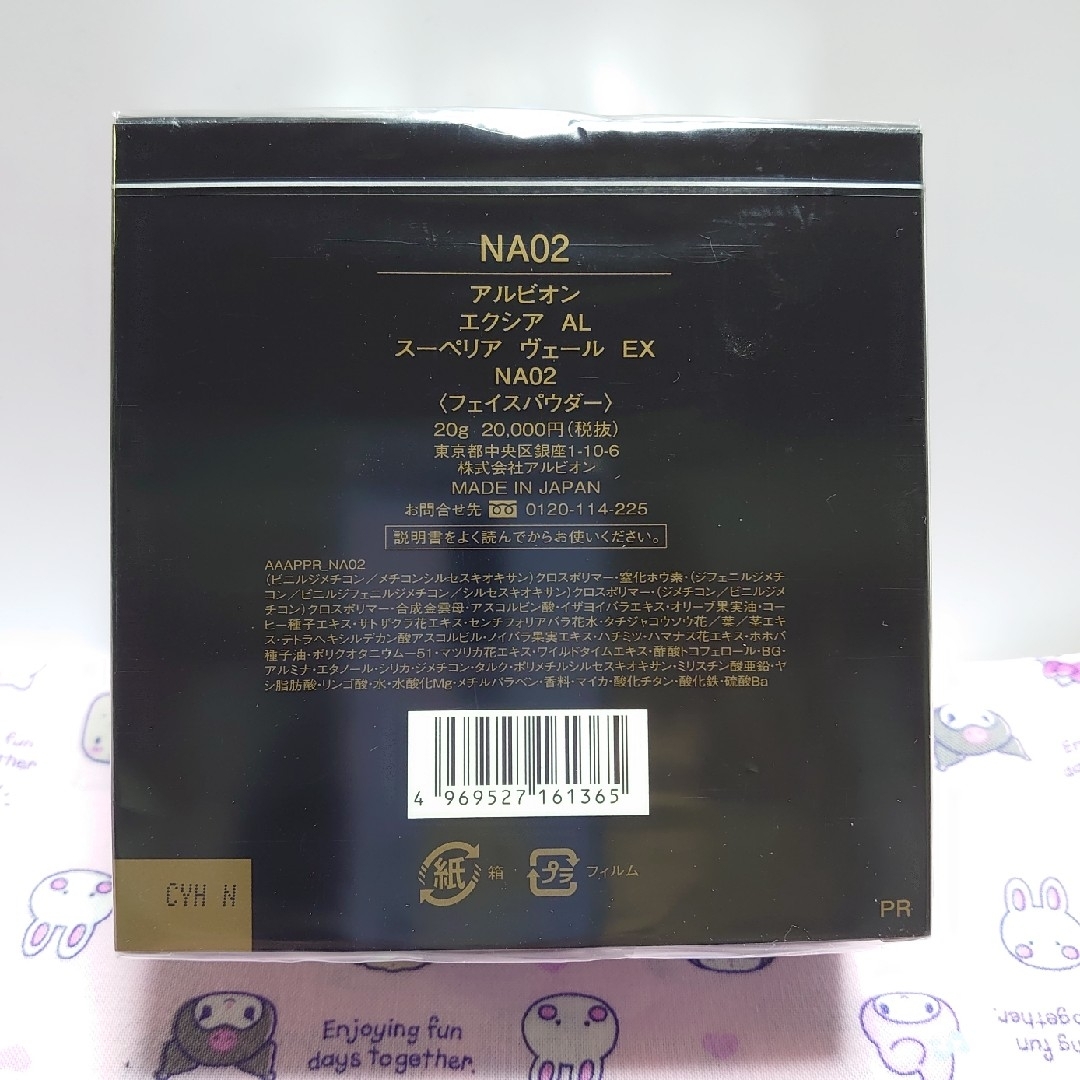 NA02
アルビオン
エクシア AL
スーペリア ヴェール EX
NA02
〈フェイスパウダー〉
20g 20,000円(税抜)
東京都中央区銀座1-10-6
株式会社アルビオン
MADE IN JAPAN
お問合せ先 0120-114-225
説明書をよく読んでからお使いください。
AAAPPR_NA02
(ビニルジメチコン/メチコンシルセスキオキサン)クロスポリマー・窒化ホウ素・(ジフェニルジメチ
コン/ビニルジフェニルジメチコン/シルセスキオキサン)クロスポリマー・(ジメチコン/ビニルジメ
チコン)クロスポリマー・合成金雲母・アスコルビン酸・イザヨイバラエキス・オリーブ果実油・コー
ヒー種子エキス・サトザクラ花エキス・センチフォリアバラ花水・タチジャコウソウ花/葉/茎エキ
ス・テトラヘキシルデカン酸アスコルビル・ノイバラ果実エキス・ハチミツ・ハマナス花エキス・ホホバ
種子油・ポリクオタニウム-51・マツリカ花エキス・ワイルドタイムエキス・酢酸トコフェロール・BG・
アルミナ・エタノール・シリカ・ジメチコン・タルク・ポリメチルシルセスキオキサン・ミリスチン酸亜鉛・ヤ
シ脂肪酸・リンゴ酸・水・水酸化Mg・メチルパラベン・香料・マイカ・酸化チタン・酸化鉄・硫酸Ba
4 969527 161365
紙 箱・プラ フィルム
CVH N
PR
fun
ther
Enjoying fun
days together.